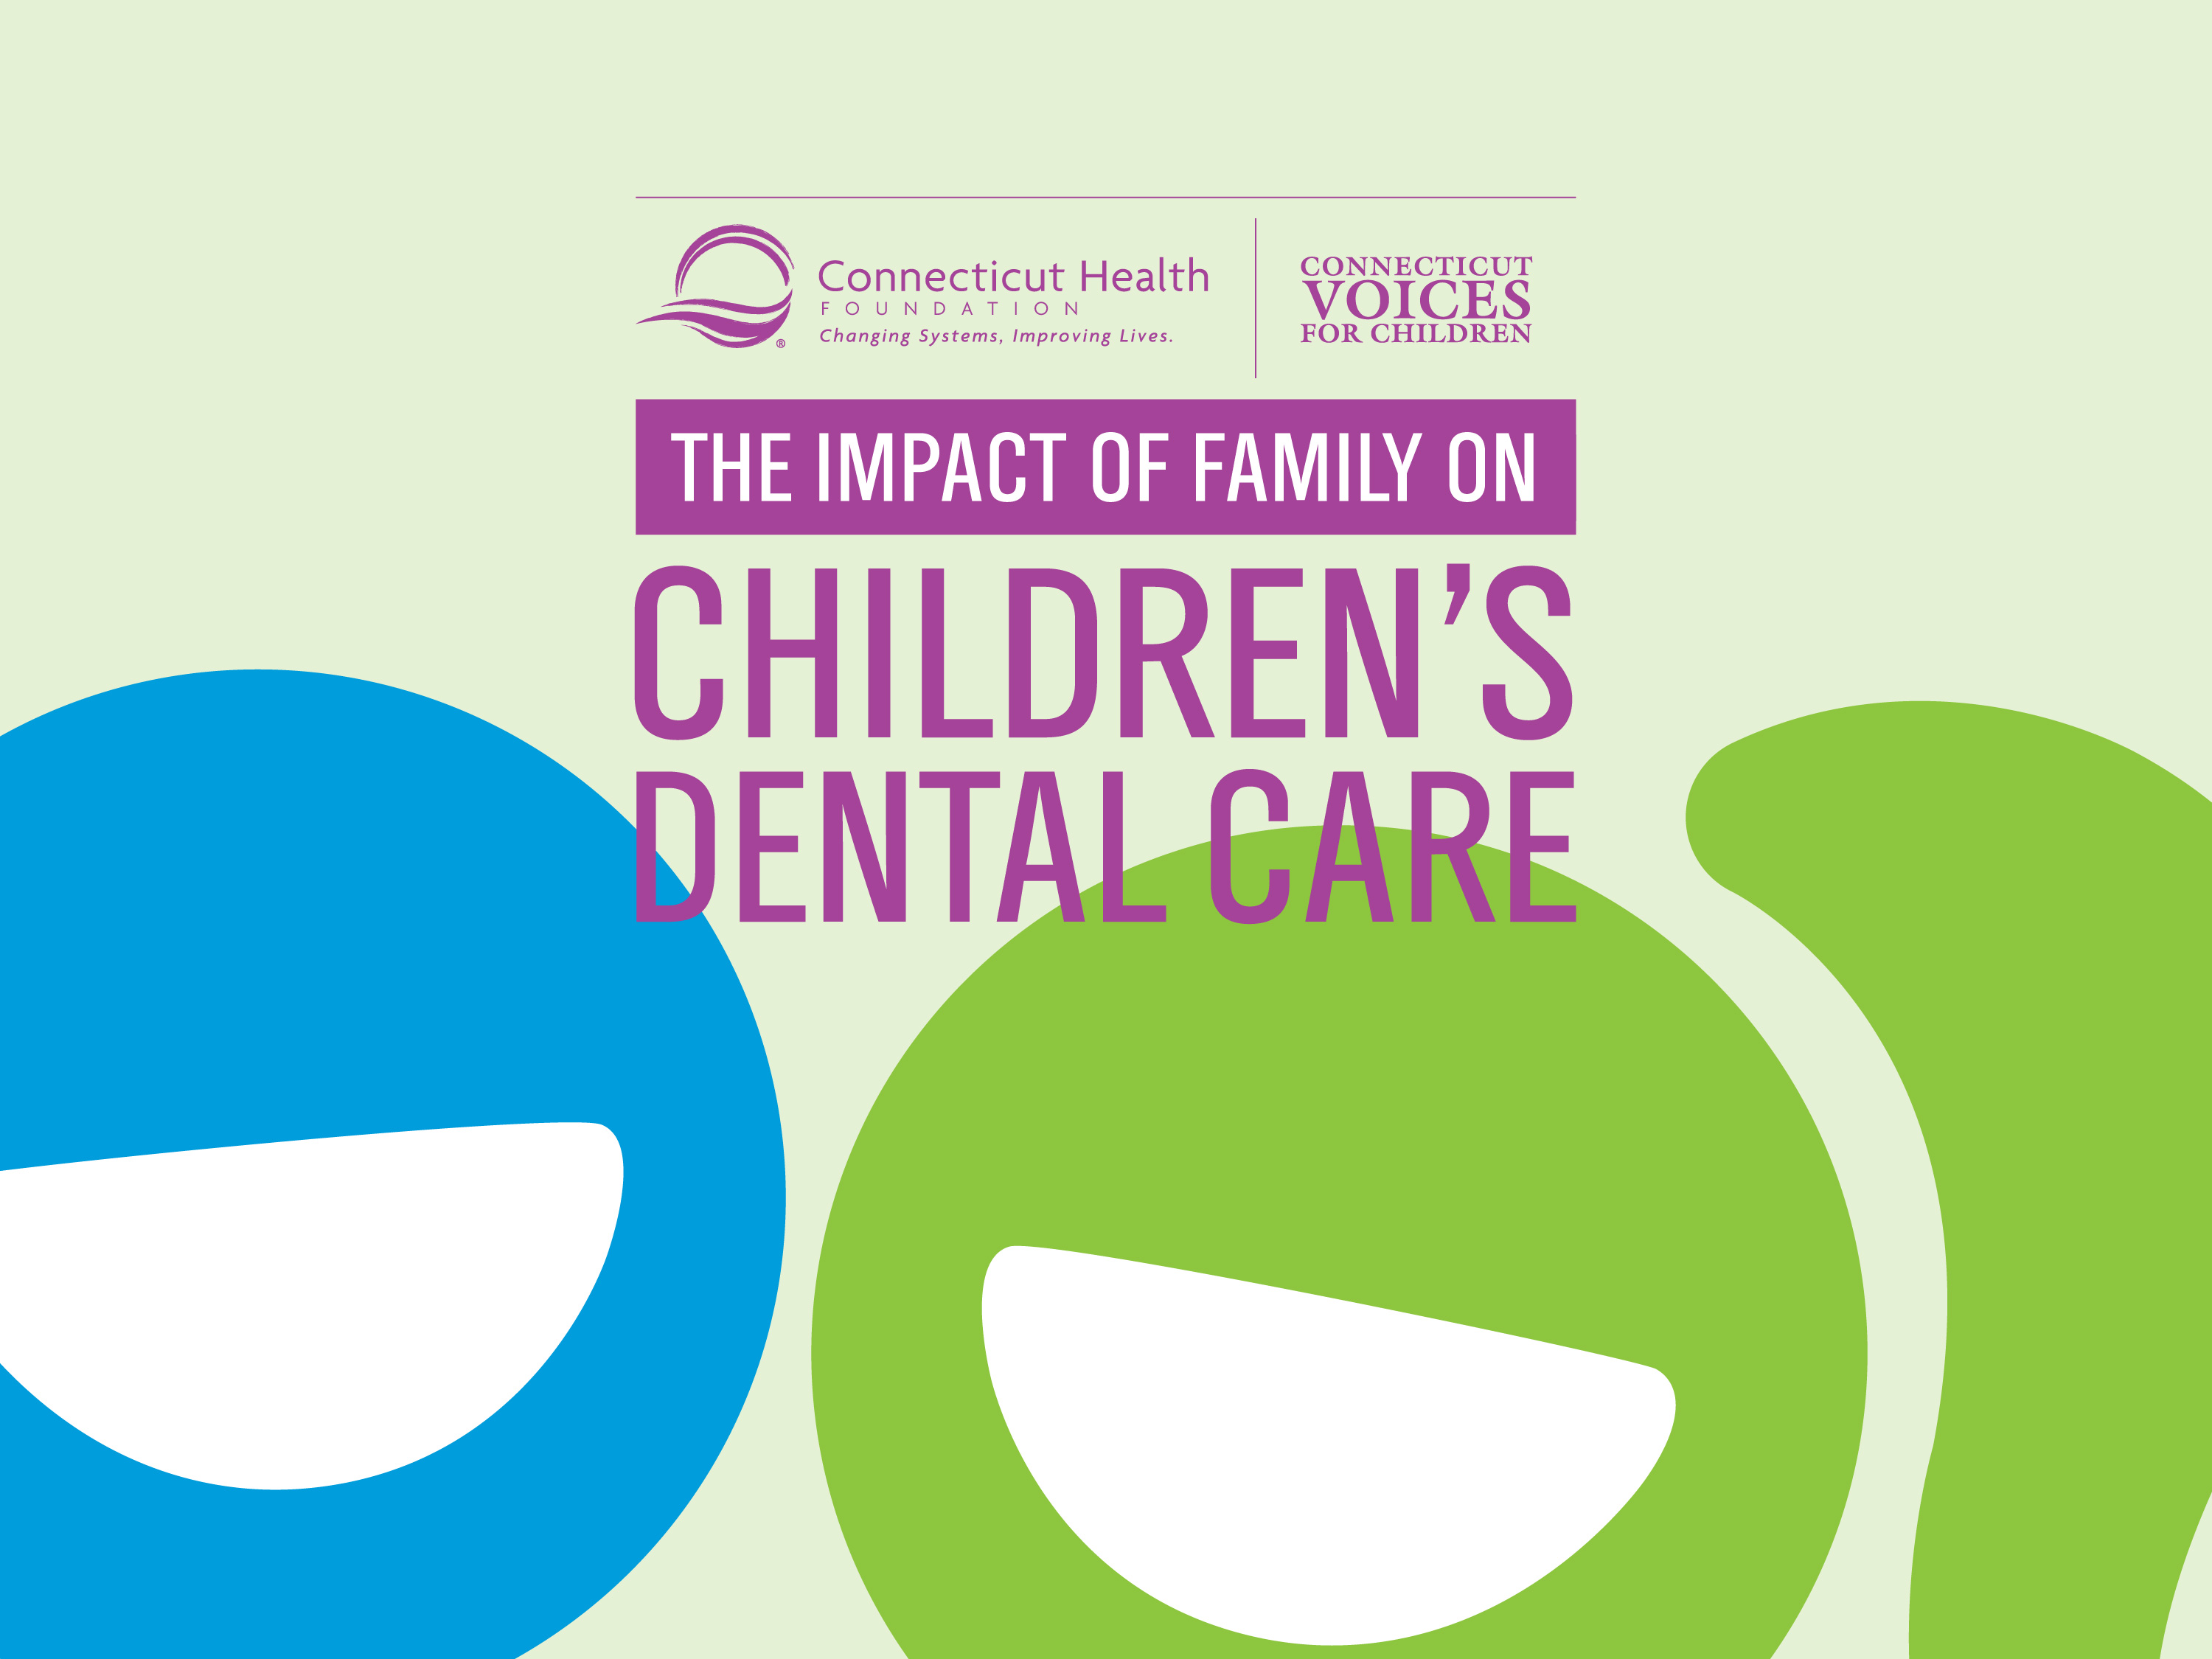 Connecticut Health
FOUNDATION
Changing Systems, Improving Lives.
®
CONNECTICUT
VOICES
FOR CHILDREN
THE IMPACT OF FAMILY ON
CHILDREN’S
DENTAL CARE